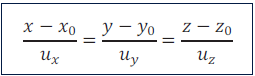 (x − x₀)/uₓ = (y − y₀)/u_y = (z − z₀)/u_z